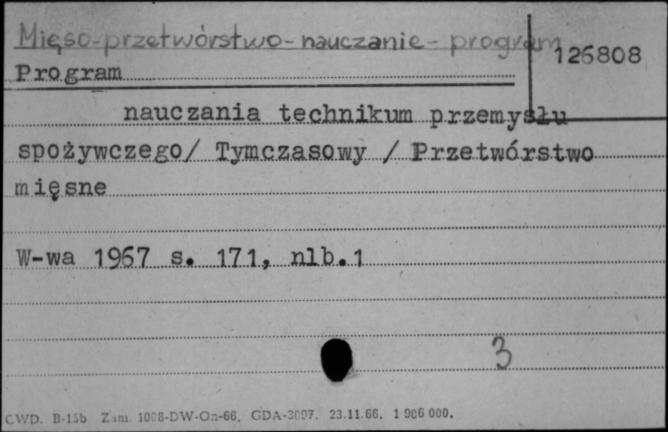 Mięso-przetwórstwo-nauczanie-program
126808
Program
nauczania technikum przemysłu
spożywczego/ Tymczasowy / Przetwórstwo
mięsne
W-wa 1967 s. 171, nlb.1
3
CWD. B-15b Zam. 1008-DW-On-66. GDA-3097. 23.11.66. 1 906 000.